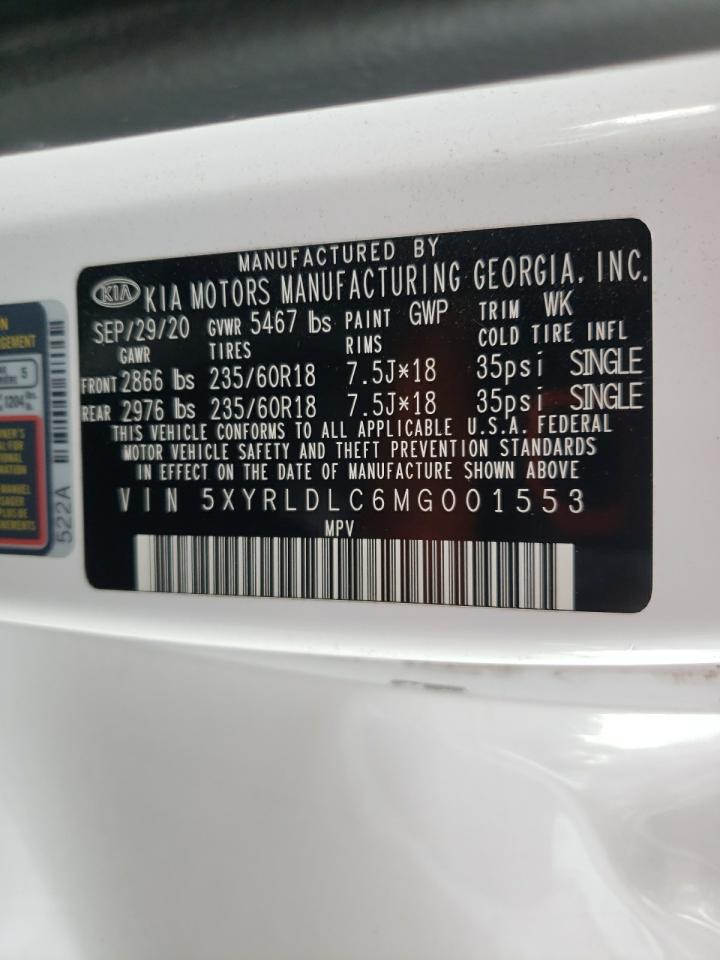 MANUFACTURED BY
KIA KIA MOTORS MANUFACTURING GEORGIA, INC.
SEP/29/20 GVWR 5467 lbs PAINT GWP TRIM WK
GAWR TIRES RIMS COLD TIRE INFL
FRONT 2866 lbs 235/60R18 7.5J*18 35psi SINGLE
REAR 2976 lbs 235/60R18 7.5J*18 35psi SINGLE
THIS VEHICLE CONFORMS TO ALL APPLICABLE U.S.A. FEDERAL
MOTOR VEHICLE SAFETY AND THEFT PREVENTION STANDARDS
IN EFFECT ON THE DATE OF MANUFACTURE SHOWN ABOVE
VIN 5XYRLDLC6MG001553
MPV
5
522A